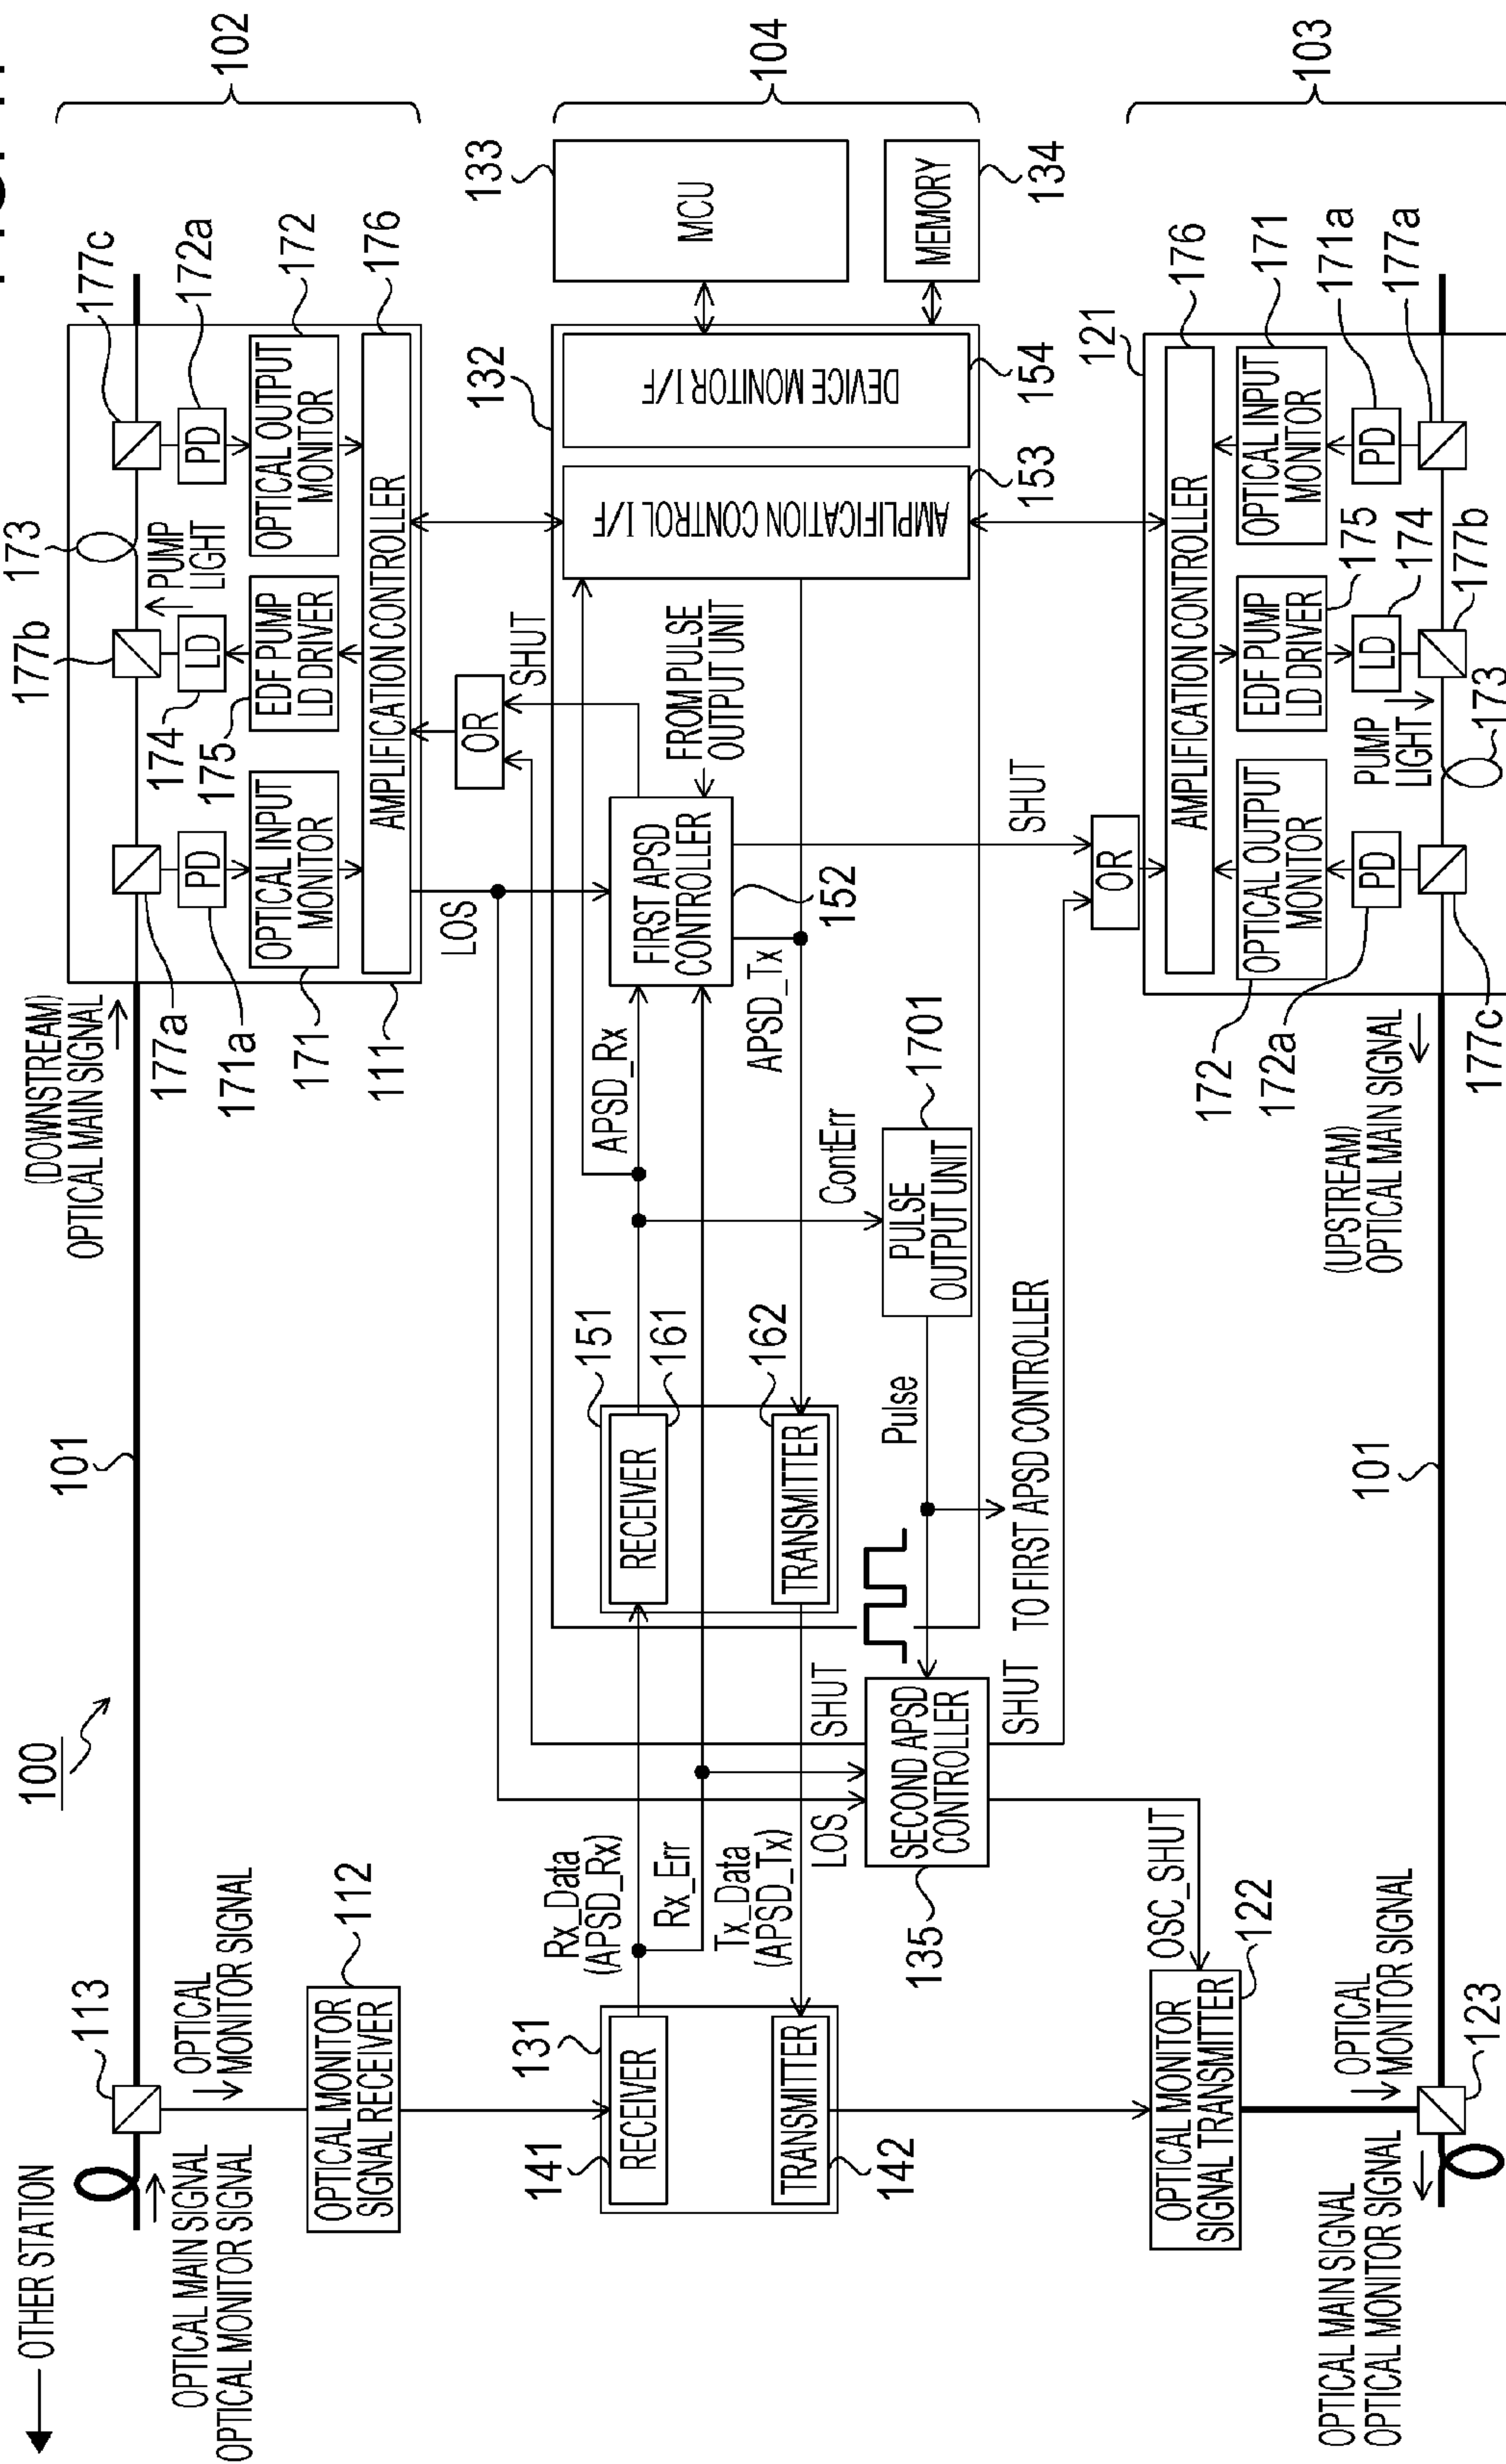 100
← OTHER STATION
101
(DOWNSTREAM)
OPTICAL MAIN SIGNAL
113
OPTICAL MAIN SIGNAL
OPTICAL MONITOR SIGNAL
OPTICAL
MONITOR SIGNAL
112
OPTICAL MONITOR
SIGNAL RECEIVER
177a
177b
173
177c
171a
PD
174
LD
PUMP
LIGHT
PD
172a
171
OPTICAL INPUT
MONITOR
175
EDF PUMP
LD DRIVER
OPTICAL OUTPUT
MONITOR
172
AMPLIFICATION CONTROLLER
176
111
102
LOS
OR
SHUT
132
133
MCU
104
131
141
RECEIVER
TRANSMITTER
142
Rx_Data
(APSD_Rx)
Rx_Err
Tx_Data
(APSD_Tx)
LOS
SHUT
151
RECEIVER
161
TRANSMITTER
162
APSD_Rx
FIRST APSD
CONTROLLER
152
FROM PULSE
OUTPUT UNIT
APSD_Tx
AMPLIFICATION CONTROL I/F
153
DEVICE MONITOR I/F
154
MEMORY
134
ContErr
PULSE
OUTPUT UNIT
1701
Pulse
TO FIRST APSD CONTROLLER
SECOND APSD
CONTROLLER
135
SHUT
OSC_SHUT
SHUT
OR
121
OPTICAL MONITOR
SIGNAL TRANSMITTER
122
OPTICAL
MONITOR SIGNAL
OPTICAL MAIN SIGNAL
OPTICAL MONITOR SIGNAL
123
101
(UPSTREAM)
OPTICAL MAIN SIGNAL
AMPLIFICATION CONTROLLER
176
172
OPTICAL OUTPUT
MONITOR
EDF PUMP
LD DRIVER
175
OPTICAL INPUT
MONITOR
171
172a
PD
PUMP
LIGHT
LD
174
PD
171a
177c
173
177b
177a
103